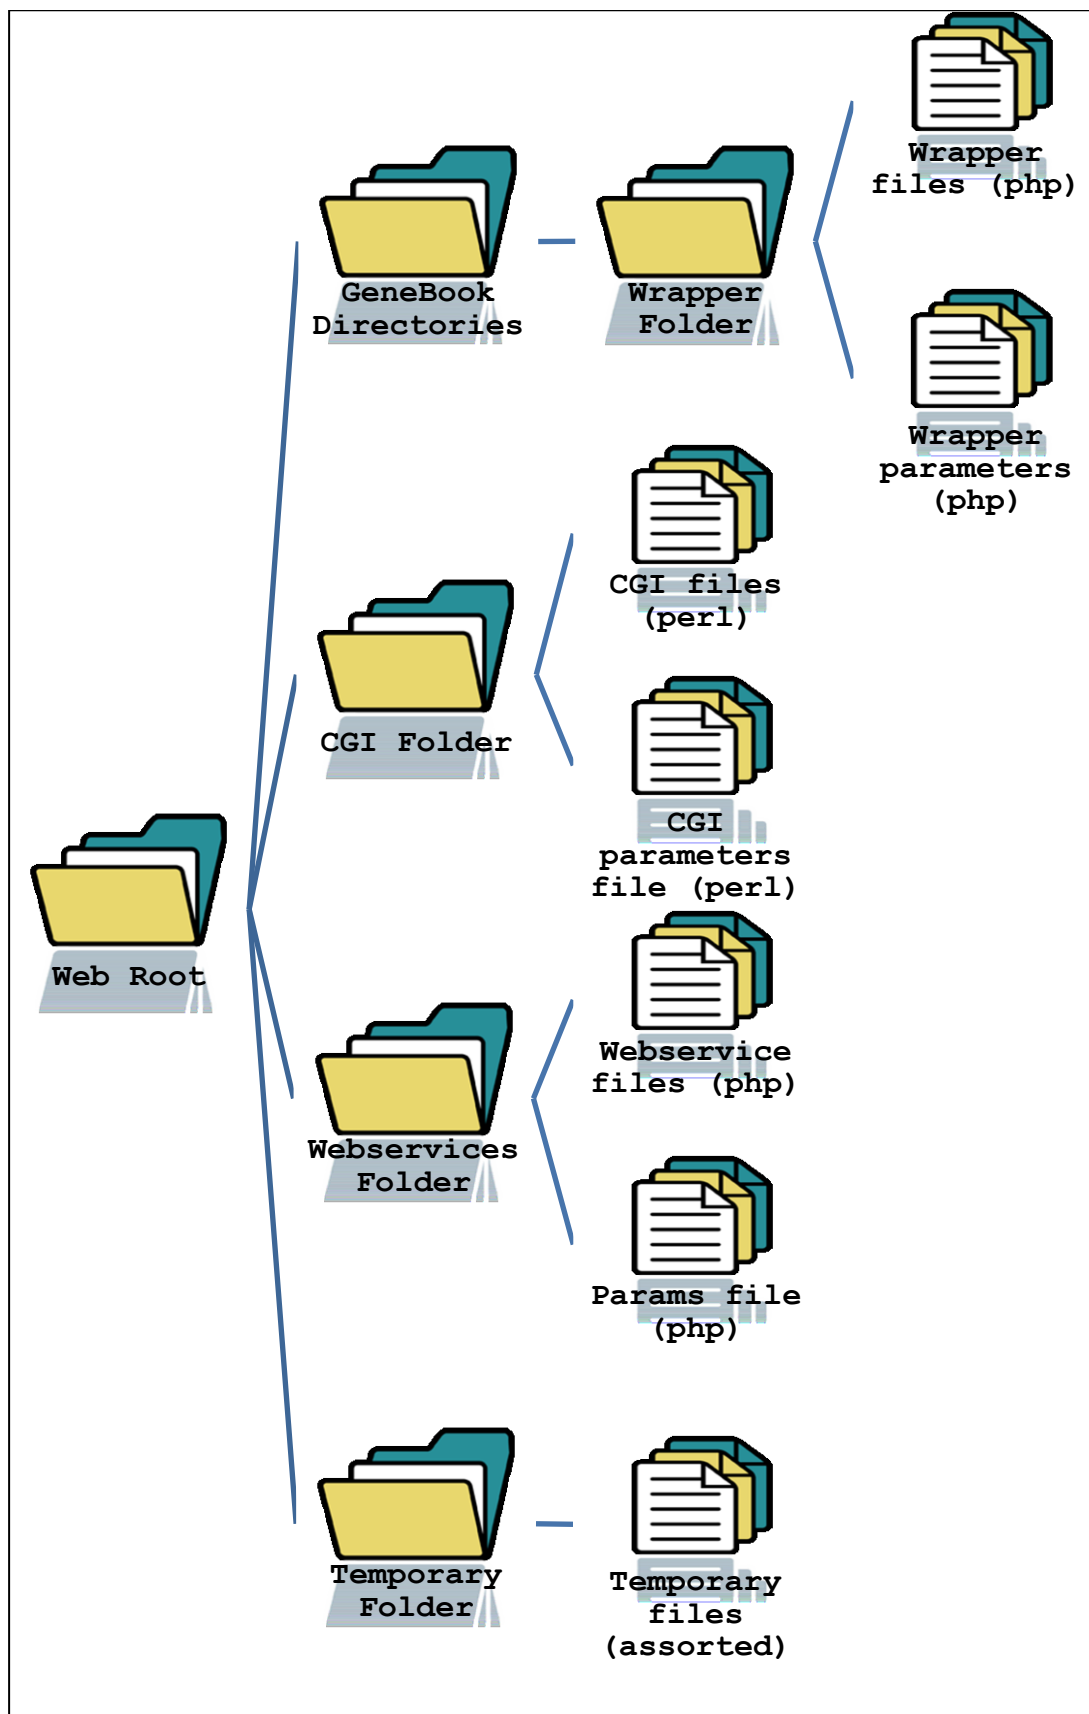 Wrapper
files (php)
GeneBook
Directories
Wrapper
Folder
Wrapper
parameters
(php)
CGI files
(perl)
CGI Folder
CGI
parameters
file (perl)
Web Root
Webservice
files (php)
Webservices
Folder
Params file
(php)
Temporary
Folder
Temporary
files
(assorted)